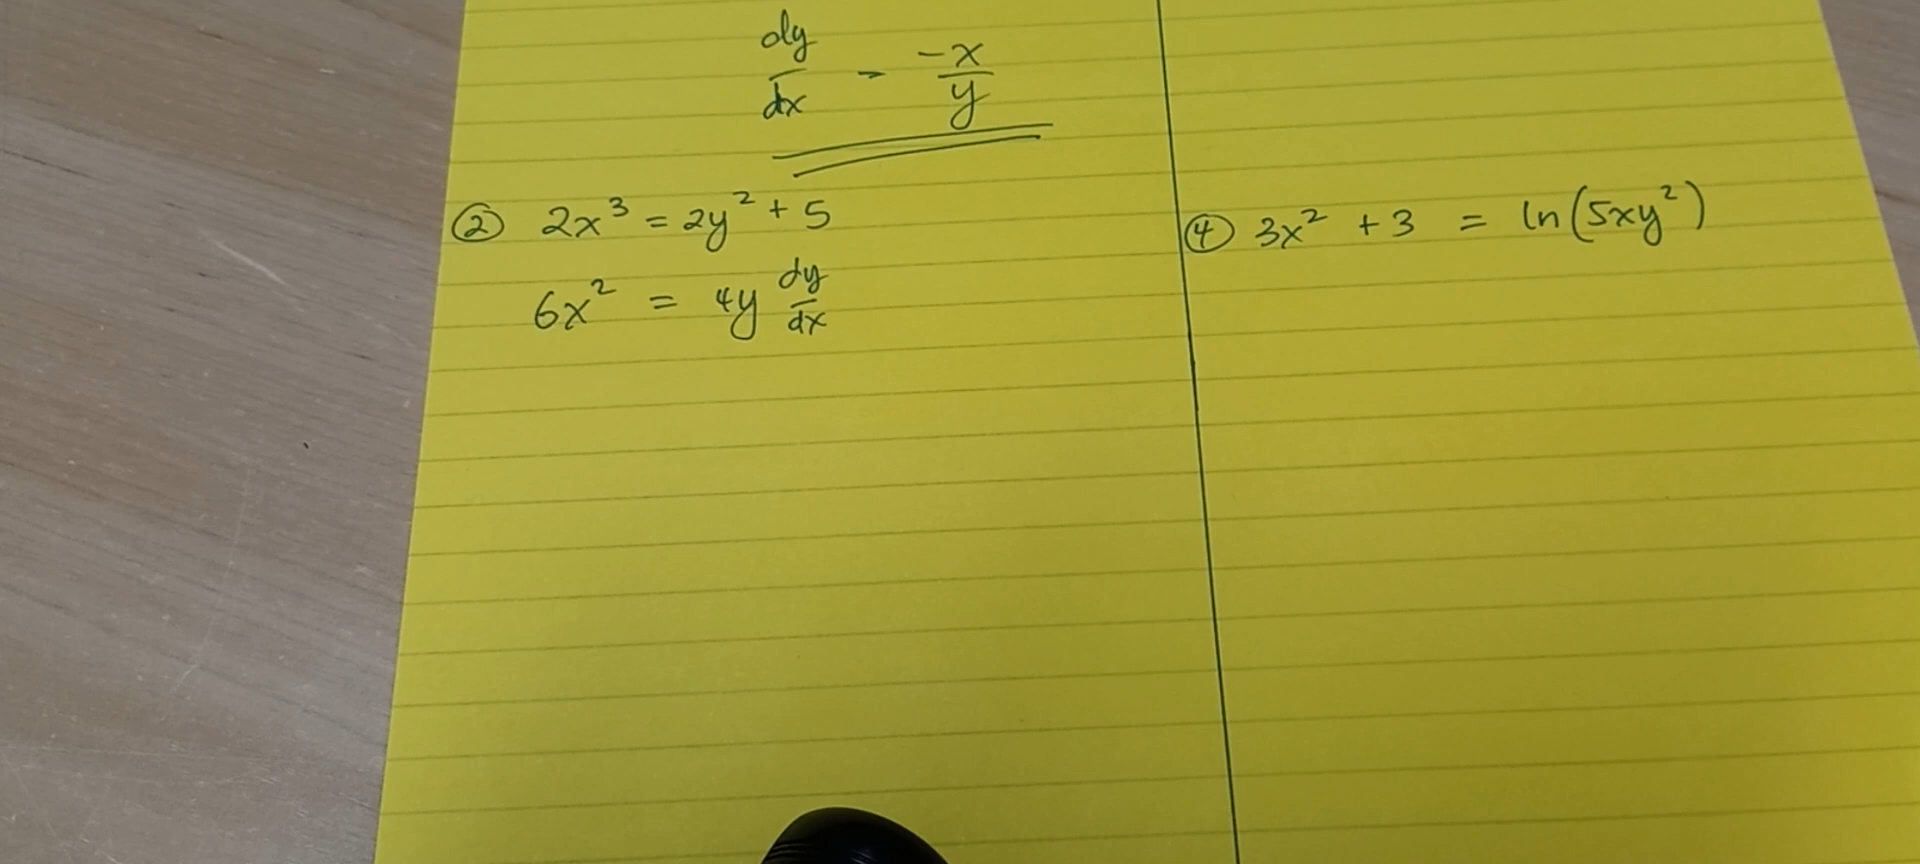 dy/dx = -x/y
② 2x³ = 2y² + 5
6x² = 4y dy/dx
④ 3x² + 3 = ln(5xy²)